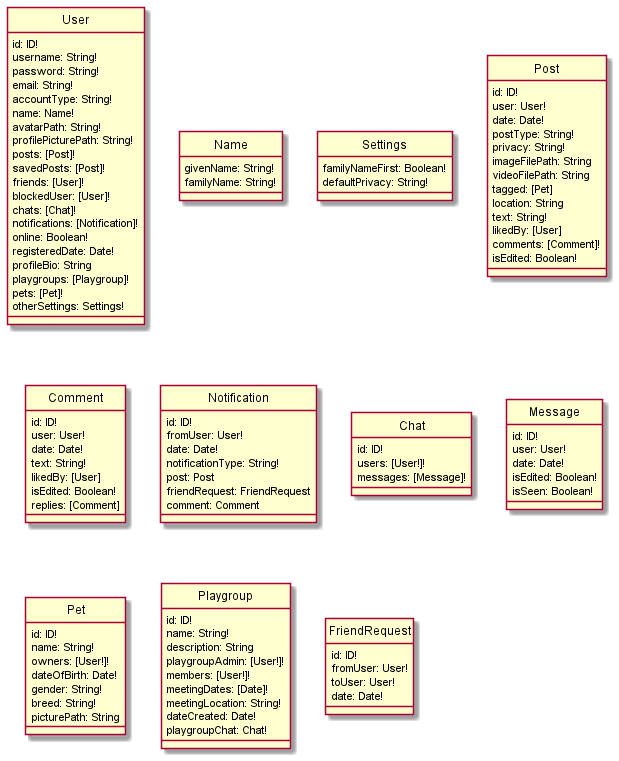 User
id: ID!
username: String!
password: String!
email: String!
accountType: String!
name: Name!
avatarPath: String!
profilePicturePath: String!
posts: [Post]!
savedPosts: [Post]!
friends: [User]!
blockedUser: [User]!
chats: [Chat]!
notifications: [Notification]!
online: Boolean!
registeredDate: Date!
profileBio: String
playgroups: [Playgroup]!
pets: [Pet]!
otherSettings: Settings!
Name
givenName: String!
familyName: String!
Settings
familyNameFirst: Boolean!
defaultPrivacy: String!
Post
id: ID!
user: User!
date: Date!
postType: String!
privacy: String!
imageFilePath: String
videoFilePath: String
tagged: [Pet]
location: String
text: String!
likedBy: [User]
comments: [Comment]!
isEdited: Boolean!
Comment
id: ID!
user: User!
date: Date!
text: String!
likedBy: [User]
isEdited: Boolean!
replies: [Comment]
Notification
id: ID!
fromUser: User!
date: Date!
notificationType: String!
post: Post
friendRequest: FriendRequest
comment: Comment
Chat
id: ID!
users: [User!]!
messages: [Message]!
Message
id: ID!
user: User!
date: Date!
isEdited: Boolean!
isSeen: Boolean!
Pet
id: ID!
name: String!
owners: [User!]!
dateOfBirth: Date!
gender: String!
breed: String!
picturePath: String
Playgroup
id: ID!
name: String!
description: String
playgroupAdmin: [User!]!
members: [User!]!
meetingDates: [Date]!
meetingLocation: String!
dateCreated: Date!
playgroupChat: Chat!
FriendRequest
id: ID!
fromUser: User!
toUser: User!
date: Date!